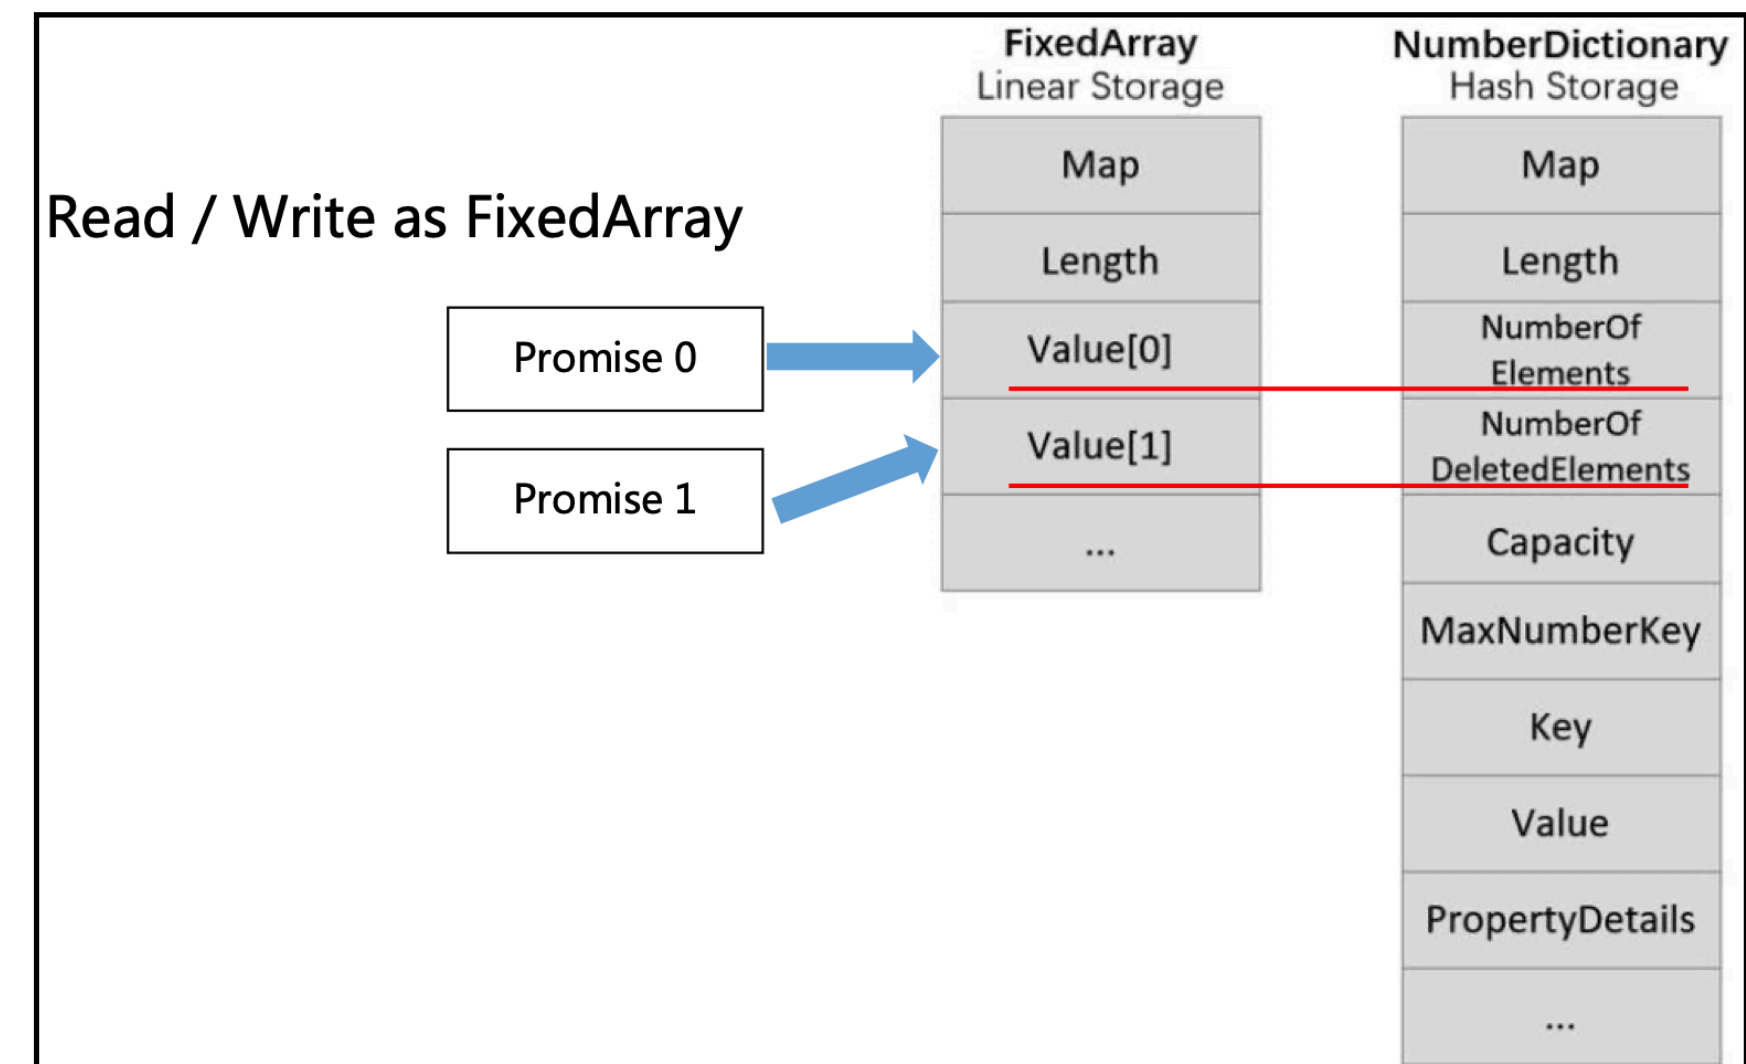 Read / Write as FixedArray
Promise 0
Promise 1
FixedArray
Linear Storage
Map
Length
Value[0]
Value[1]
...
NumberDictionary
Hash Storage
Map
Length
NumberOf
Elements
NumberOf
DeletedElements
Capacity
MaxNumberKey
Key
Value
PropertyDetails
...